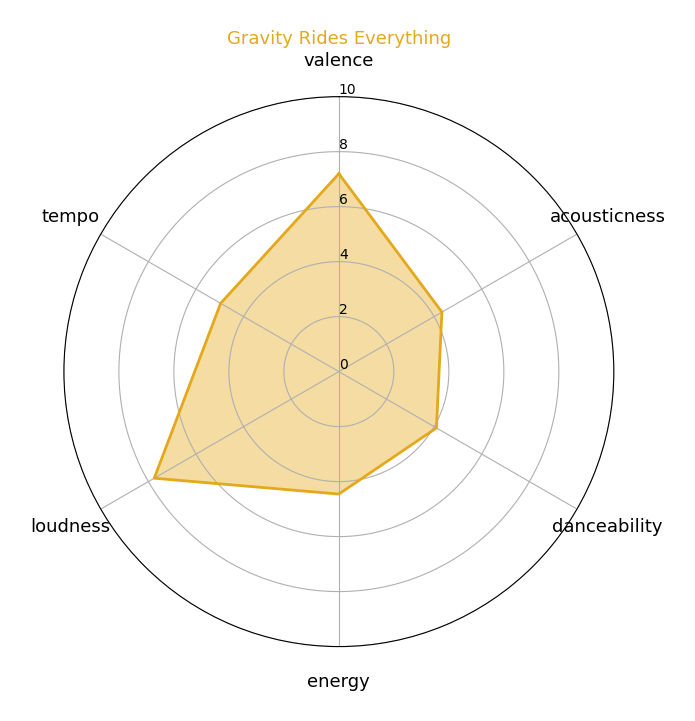 Gravity Rides Everything
valence
10
8
tempo
acousticness
6
4
2
0
loudness
danceability
energy